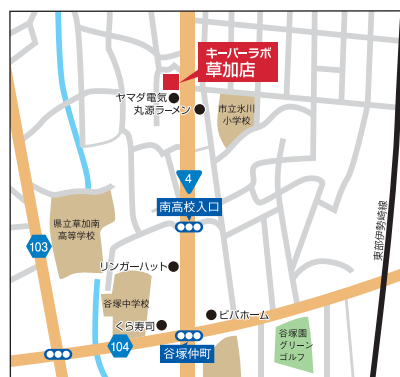 キーパーラボ
草加店
ヤマダ電気
丸源ラーメン
市立氷川
小学校
4
南高校入口
県立草加南
高等学校
103
東部伊勢崎線
リンガーハット
谷塚中学校
ビバホーム
くら寿司
104
谷塚仲町
谷塚園
グリーン
ゴルフ